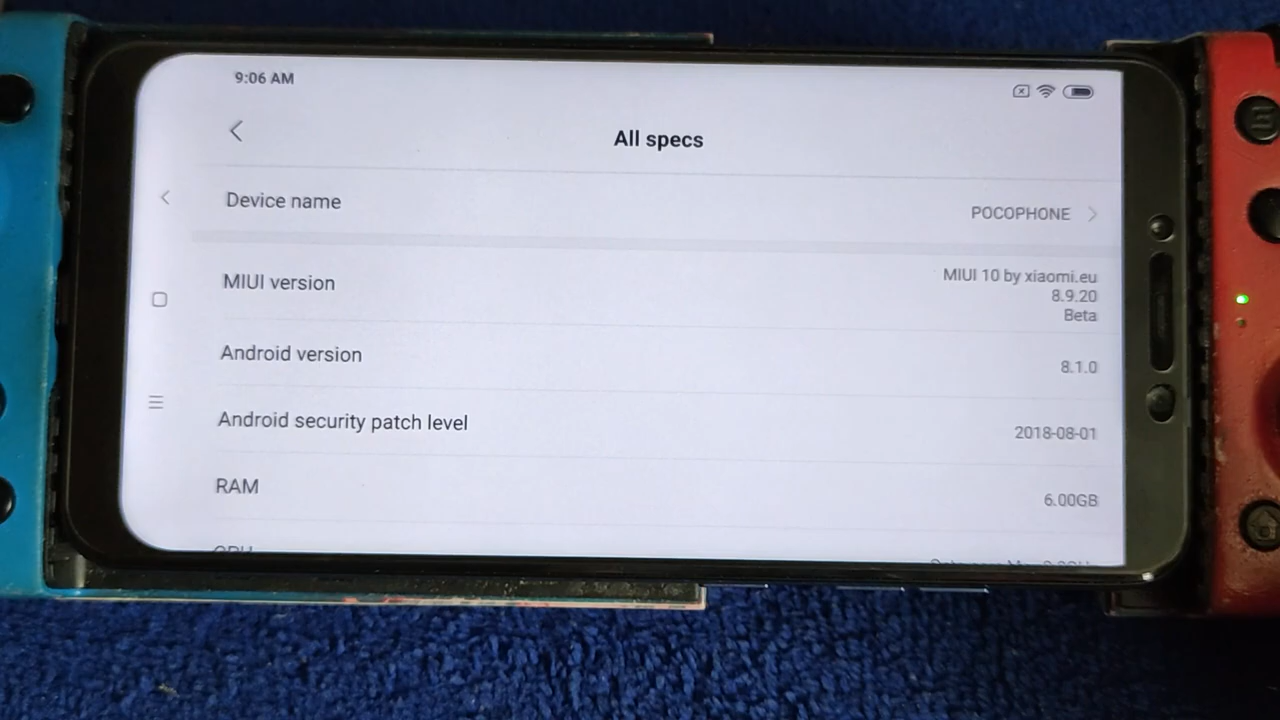 9:06 AM
All specs
Device name
POCOPHONE
MIUI version
MIUI 10 by xiaomi.eu
8.9.20
Beta
Android version
8.1.0
Android security patch level
2018-08-01
RAM
6.00GB
CPU